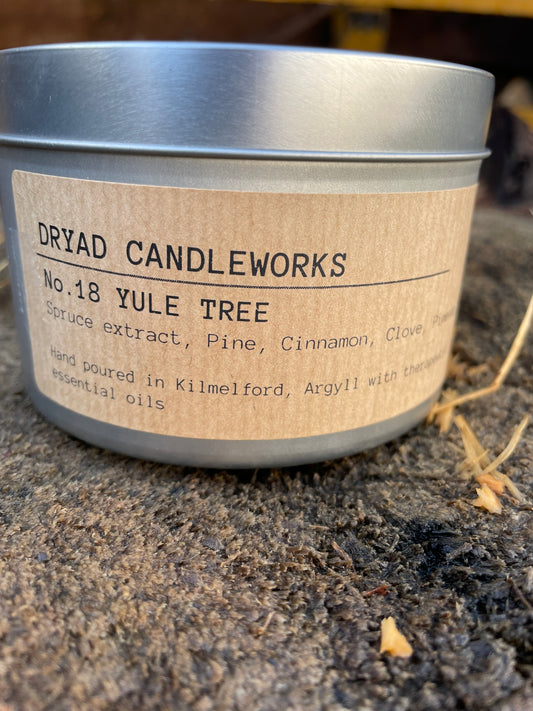 DRYAD CANDLEWORKS
No.18 YULE TREE
Spruce extract, Pine, Cinnamon, Clove,
Hand poured in Kilmelford, Argyll with
essential oils